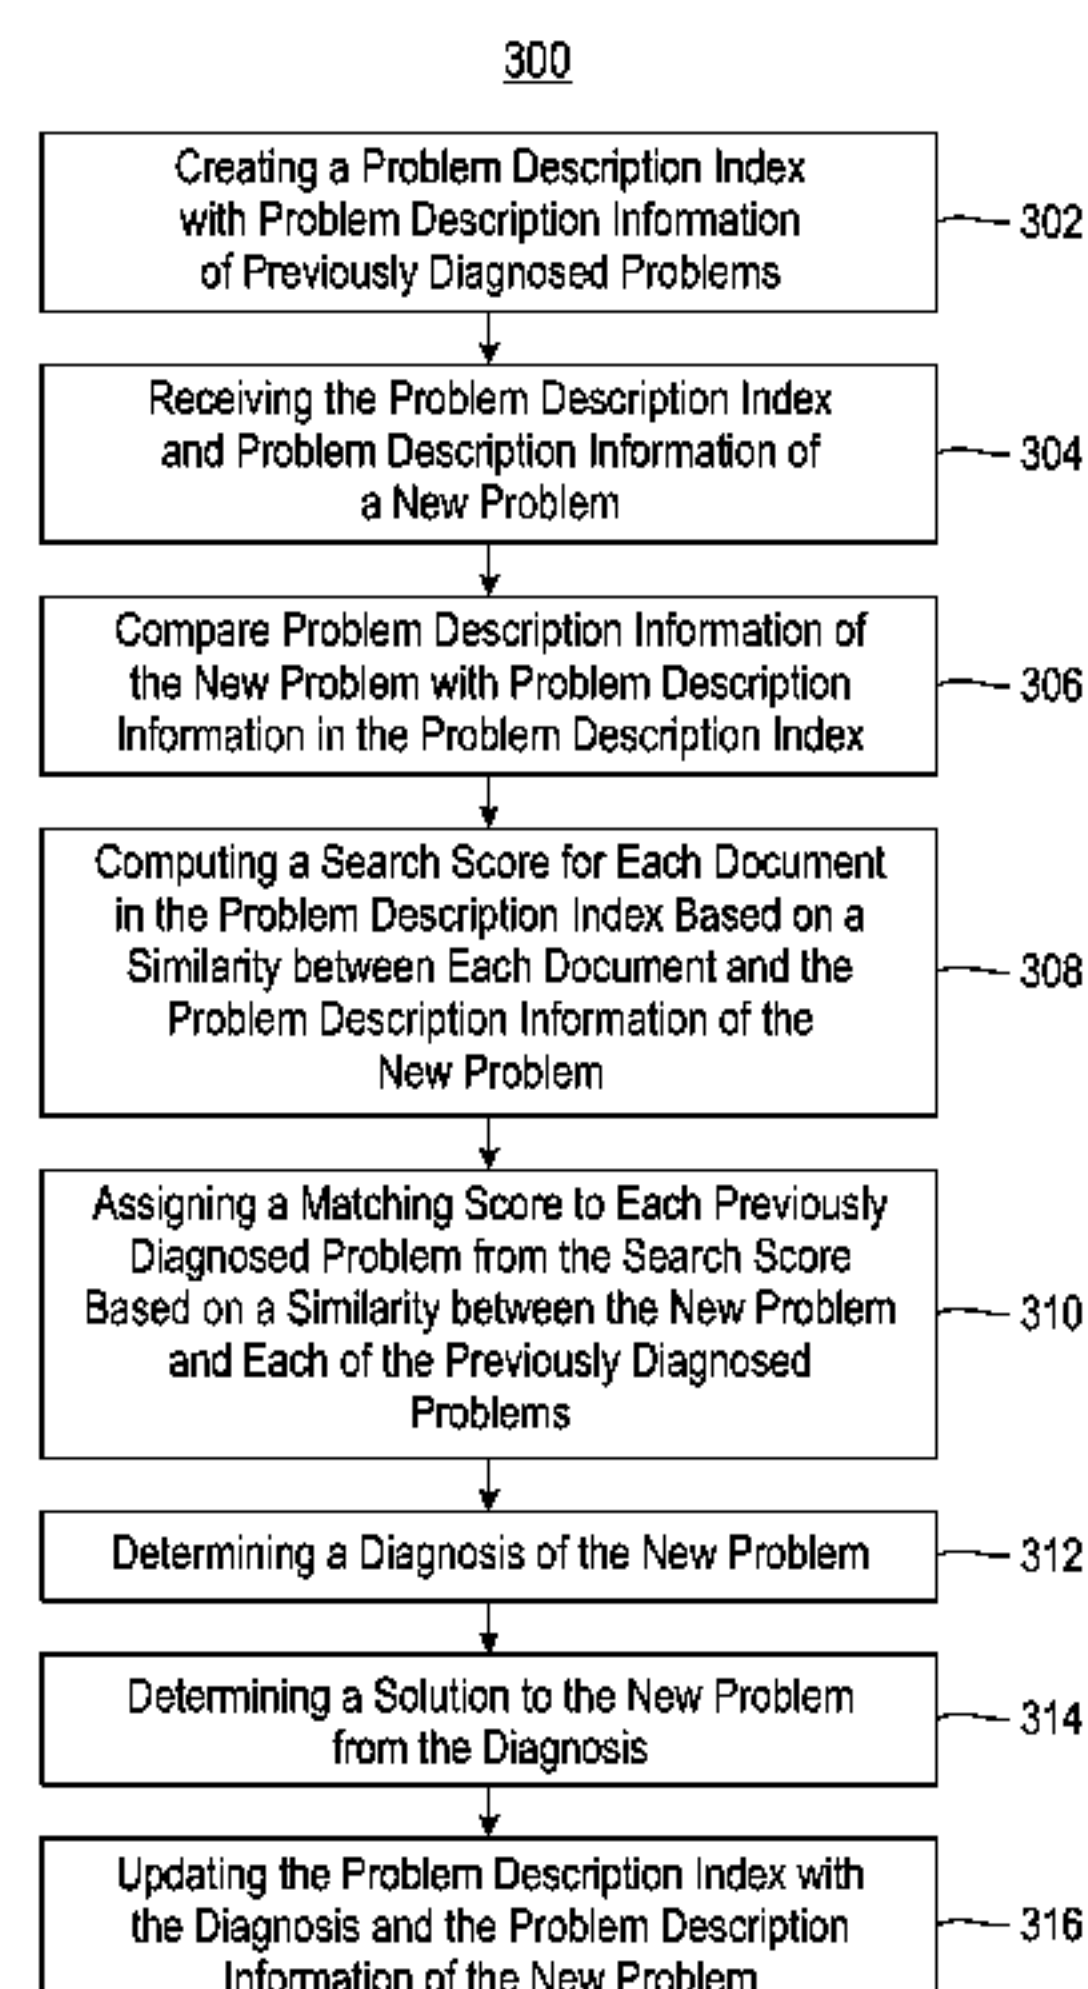 300
Creating a Problem Description Index
with Problem Description Information
of Previously Diagnosed Problems
302
Receiving the Problem Description Index
and Problem Description Information of
a New Problem
304
Compare Problem Description Information of
the New Problem with Problem Description
Information in the Problem Description Index
306
Computing a Search Score for Each Document
in the Problem Description Index Based on a
Similarity between Each Document and the
Problem Description Information of the
New Problem
308
Assigning a Matching Score to Each Previously
Diagnosed Problem from the Search Score
Based on a Similarity between the New Problem
and Each of the Previously Diagnosed
Problems
310
Determining a Diagnosis of the New Problem
312
Determining a Solution to the New Problem
from the Diagnosis
314
Updating the Problem Description Index with
the Diagnosis and the Problem Description
Information of the New Problem
316